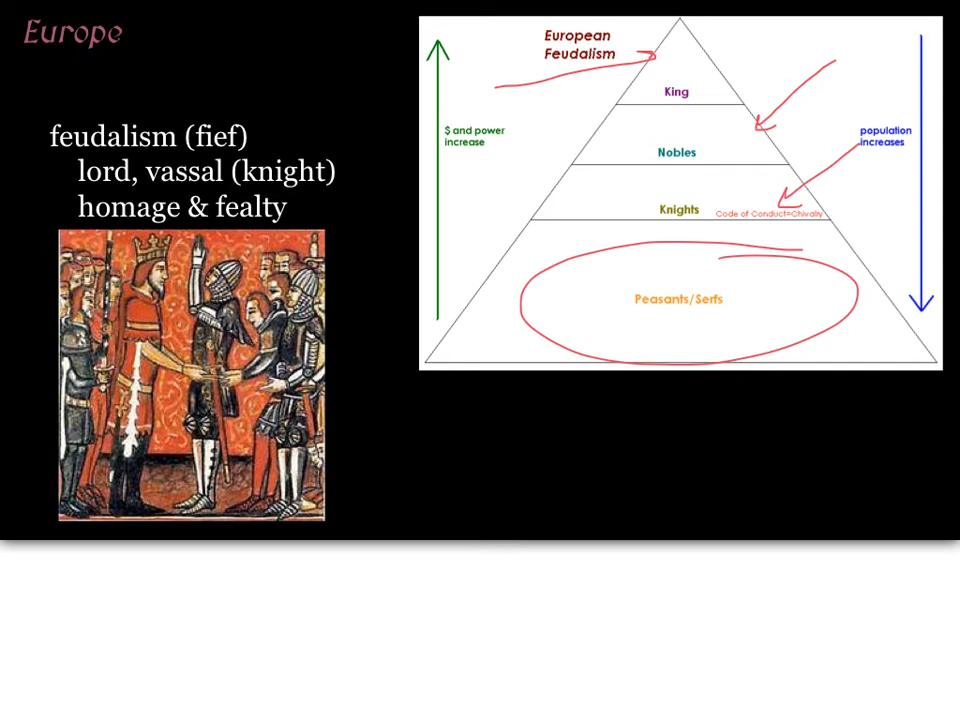 Europe
feudalism (fief)
lord, vassal (knight)
homage & fealty
European
Feudalism
King
$ and power
increase
population
increases
Nobles
Knights
Code of Conduct=Chivalry
Peasants/Serfs